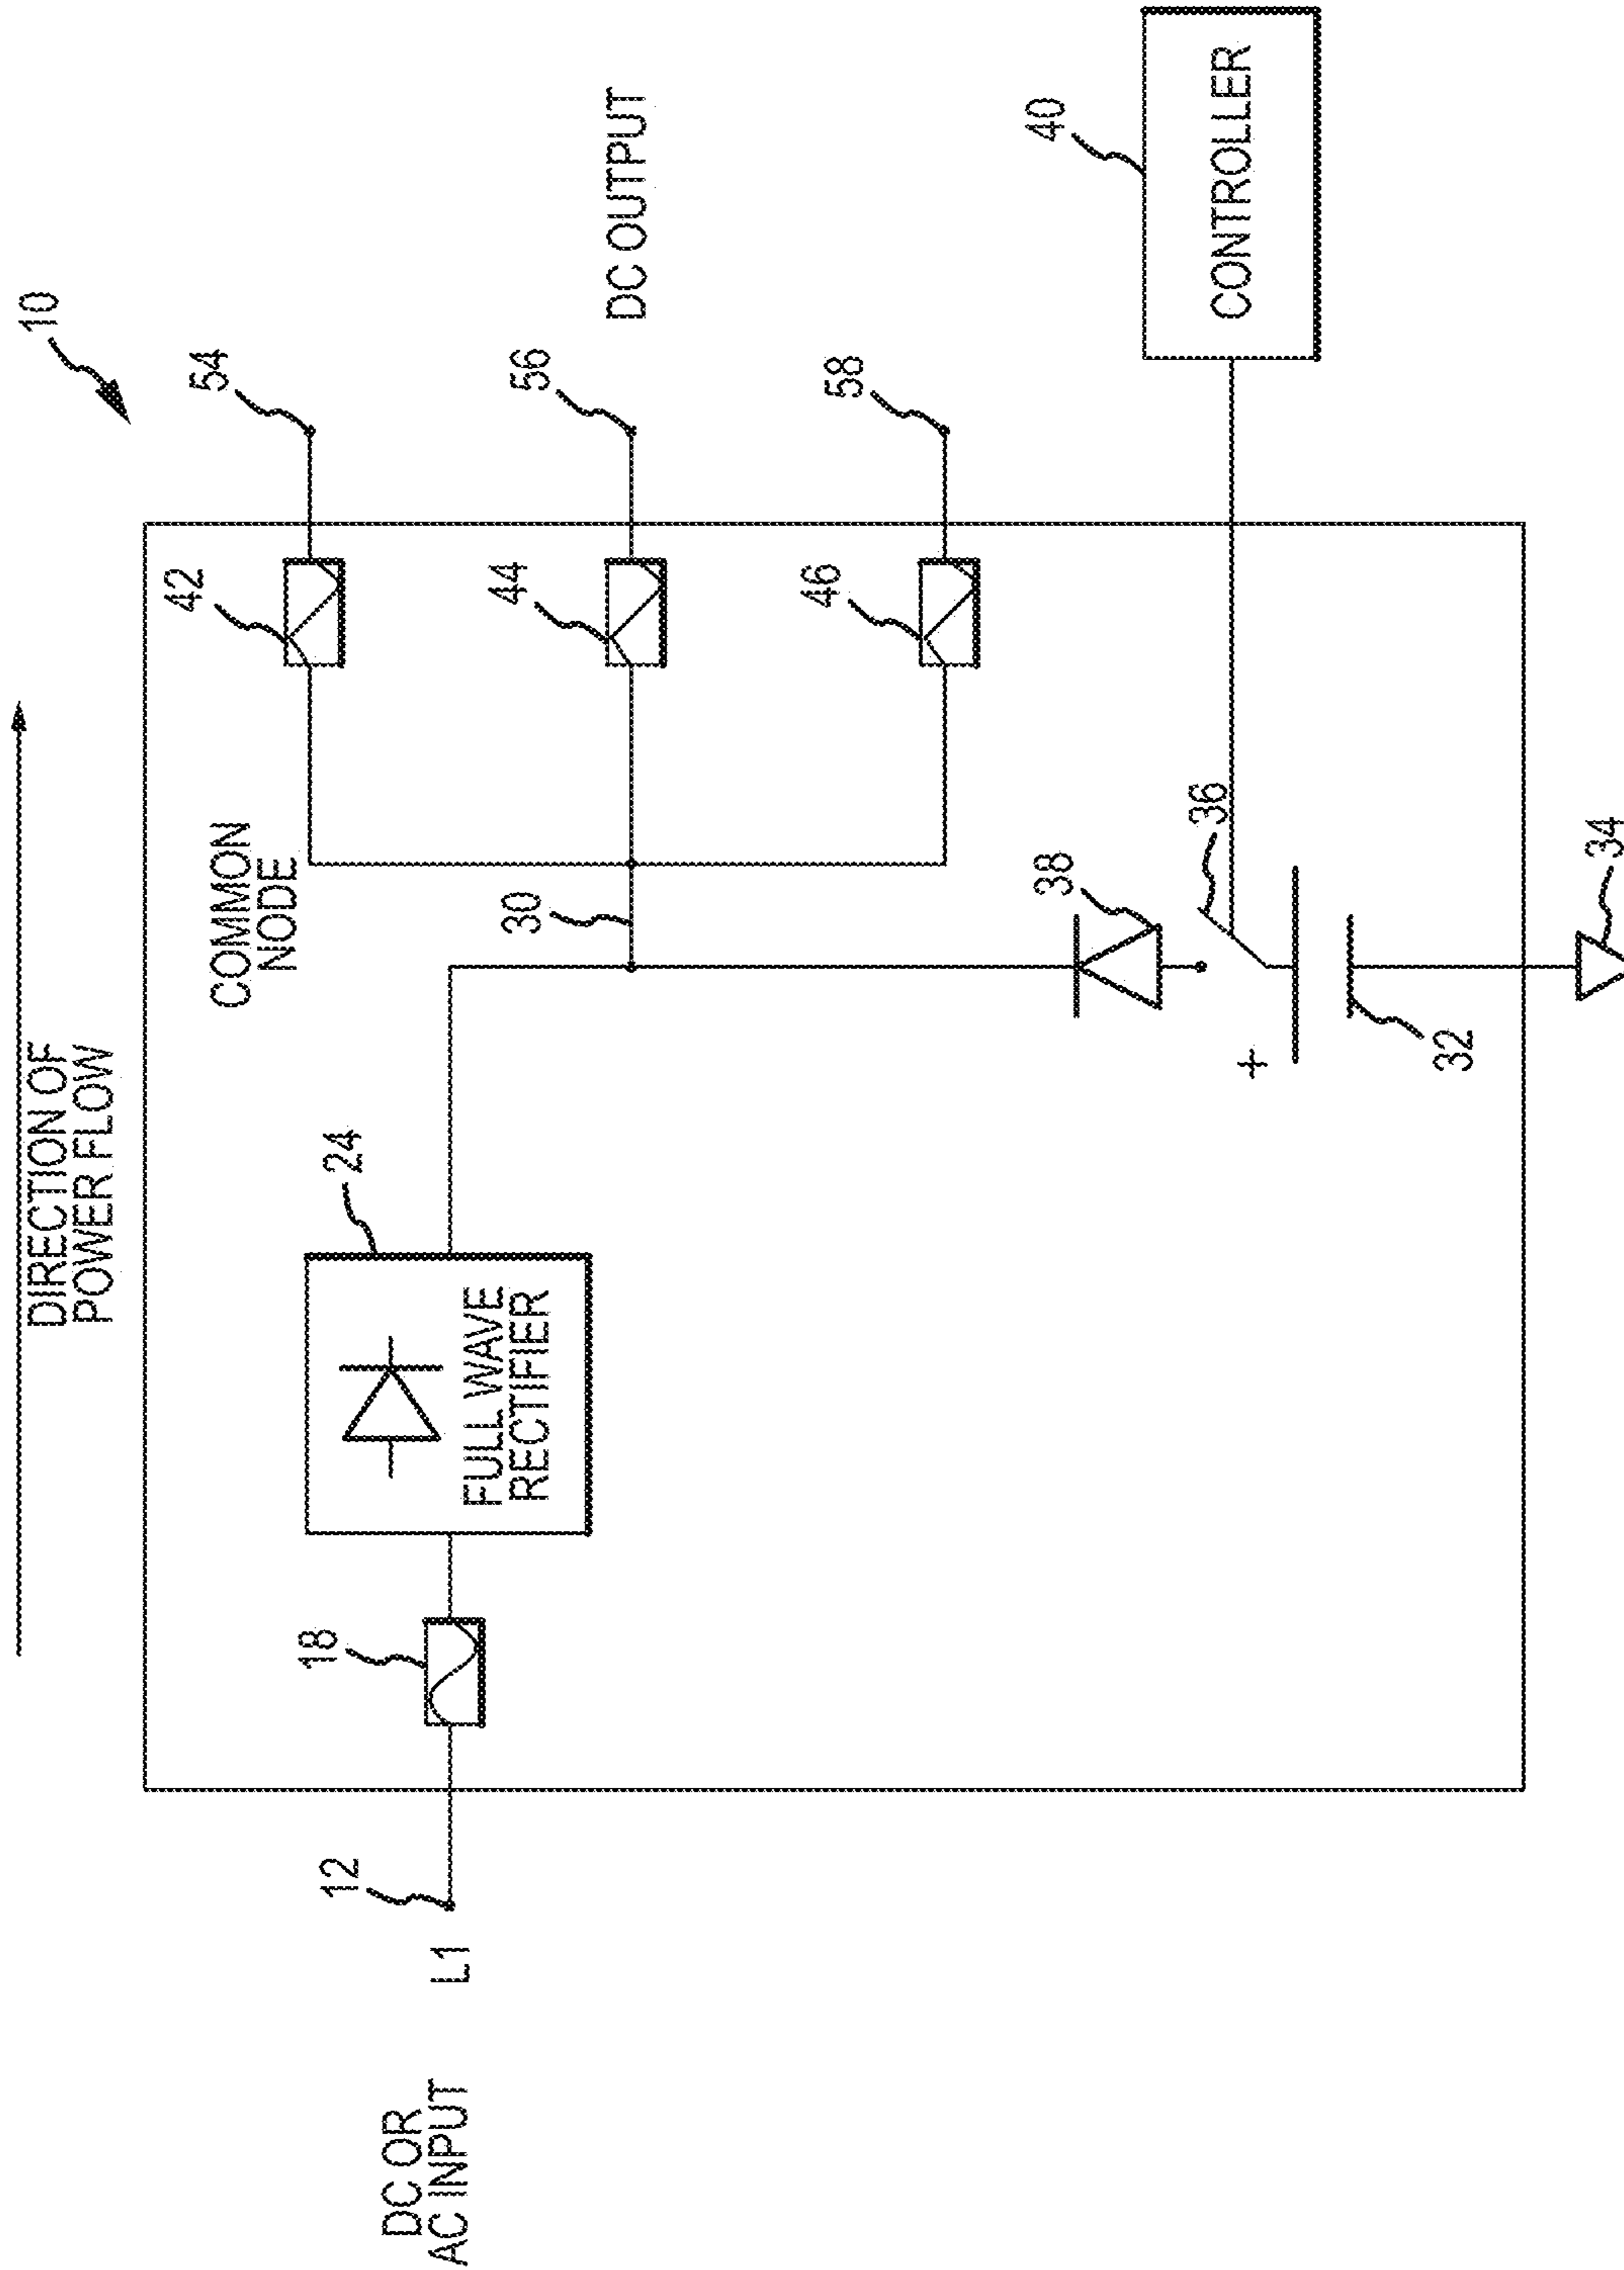 DIRECTION OF
POWER FLOW
10
DC OR
AC INPUT
L1
12
18
24
FULL WAVE
RECTIFIER
COMMON
NODE
30
42
44
46
54
56
58
DC OUTPUT
38
36
+
32
34
40
CONTROLLER